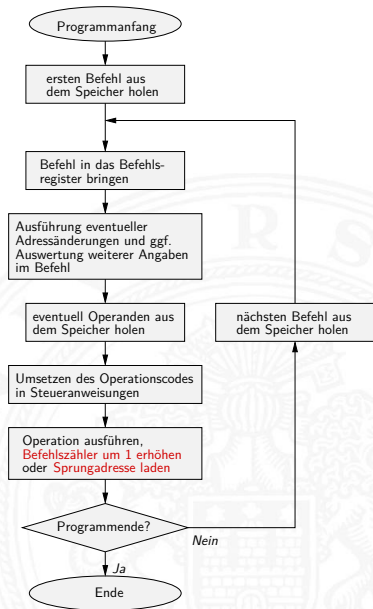 Programmanfang
ersten Befehl aus
dem Speicher holen
Befehl in das Befehls-
register bringen
Ausführung eventueller
Adressänderungen und ggf.
Auswertung weiterer Angaben
im Befehl
eventuell Operanden aus
dem Speicher holen
nächsten Befehl aus
dem Speicher holen
Umsetzen des Operationscodes
in Steueranweisungen
Operation ausführen,
Befehlszähler um 1 erhöhen
oder Sprungadresse laden
Programmende?
Nein
Ja
Ende
R S